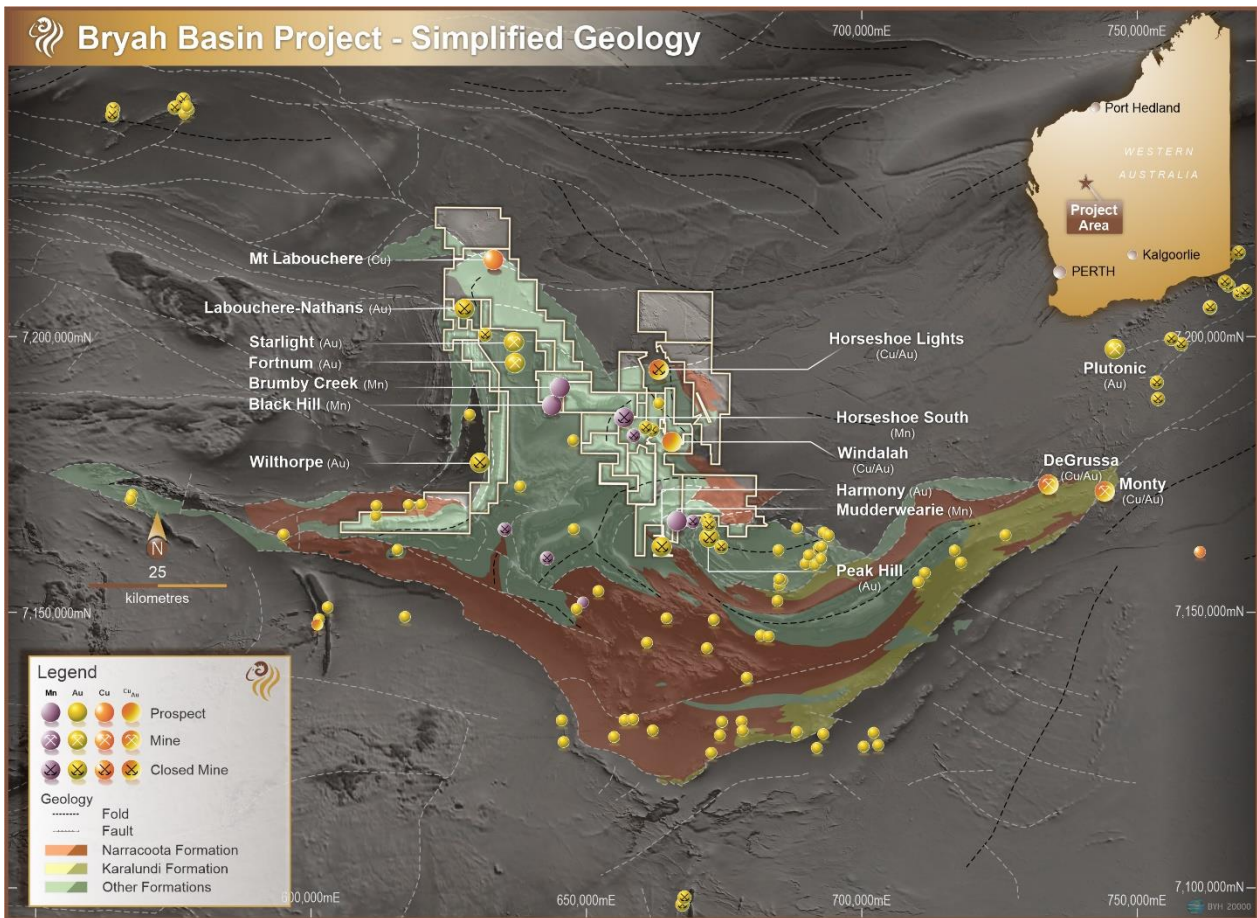 Bryah Basin Project - Simplified Geology
700,000mE
750,000mE
Port Hedland
WESTERN
AUSTRALIA
Project
Area
Kalgoorlie
PERTH
Mt Labouchere (Cu)
Labouchere-Nathans (Au)
7,200,000mN
7,200,000mN
Starlight (Au)
Fortnum (Au)
Brumby Creek (Mn)
Black Hill (Mn)
Wilthorpe (Au)
Horseshoe Lights
(Cu/Au)
Plutonic
(Au)
Horseshoe South
(Mn)
Windalah
(Cu/Au)
DeGrussa
(Cu/Au)
Monty
(Cu/Au)
Harmony (Au)
Mudderwearie (Mn)
Peak Hill
(Au)
N
25
kilometres
7,150,000mN
7,150,000mN
Legend
Mn Au Cu Cu Au
Prospect
Mine
Closed Mine
Geology
Fold
Fault
Narracoota Formation
Karalundi Formation
Other Formations
600,000mE
650,000mE
700,000mE
750,000mE
7,100,000mN
BYH 20000